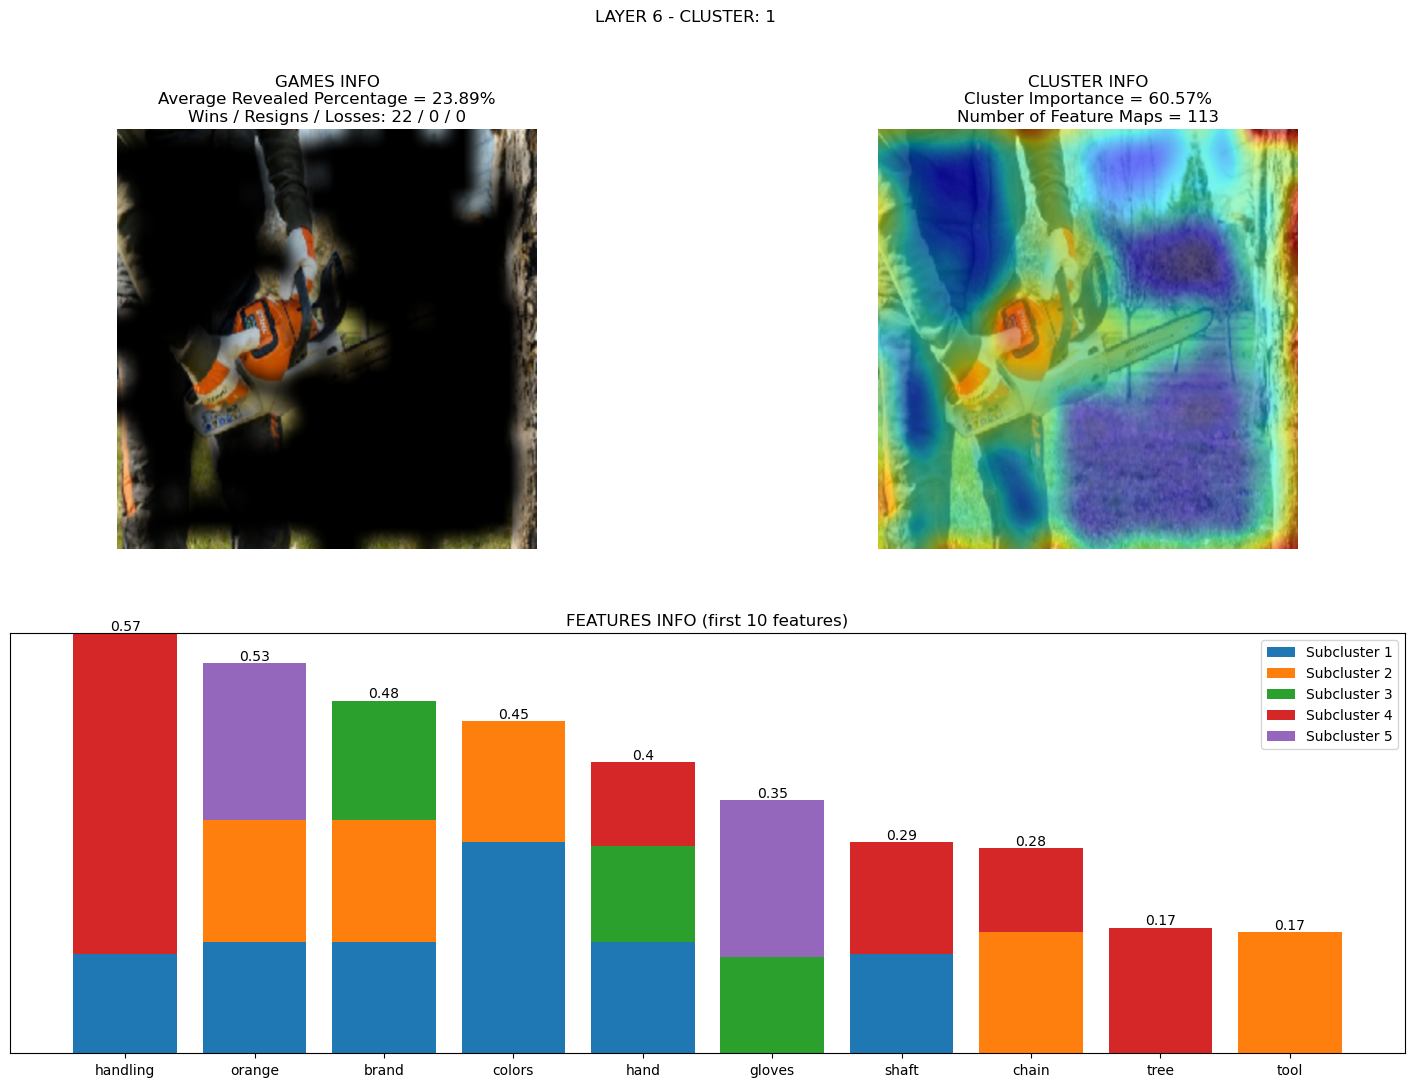 LAYER 6 - CLUSTER: 1
GAMES INFO
Average Revealed Percentage = 23.89%
Wins / Resigns / Losses: 22 / 0 / 0
CLUSTER INFO
Cluster Importance = 60.57%
Number of Feature Maps = 113
FEATURES INFO (first 10 features)
0.57
0.53
0.48
0.45
0.4
0.35
0.29
0.28
0.17
0.17
Subcluster 1
Subcluster 2
Subcluster 3
Subcluster 4
Subcluster 5
handling
orange
brand
colors
hand
gloves
shaft
chain
tree
tool